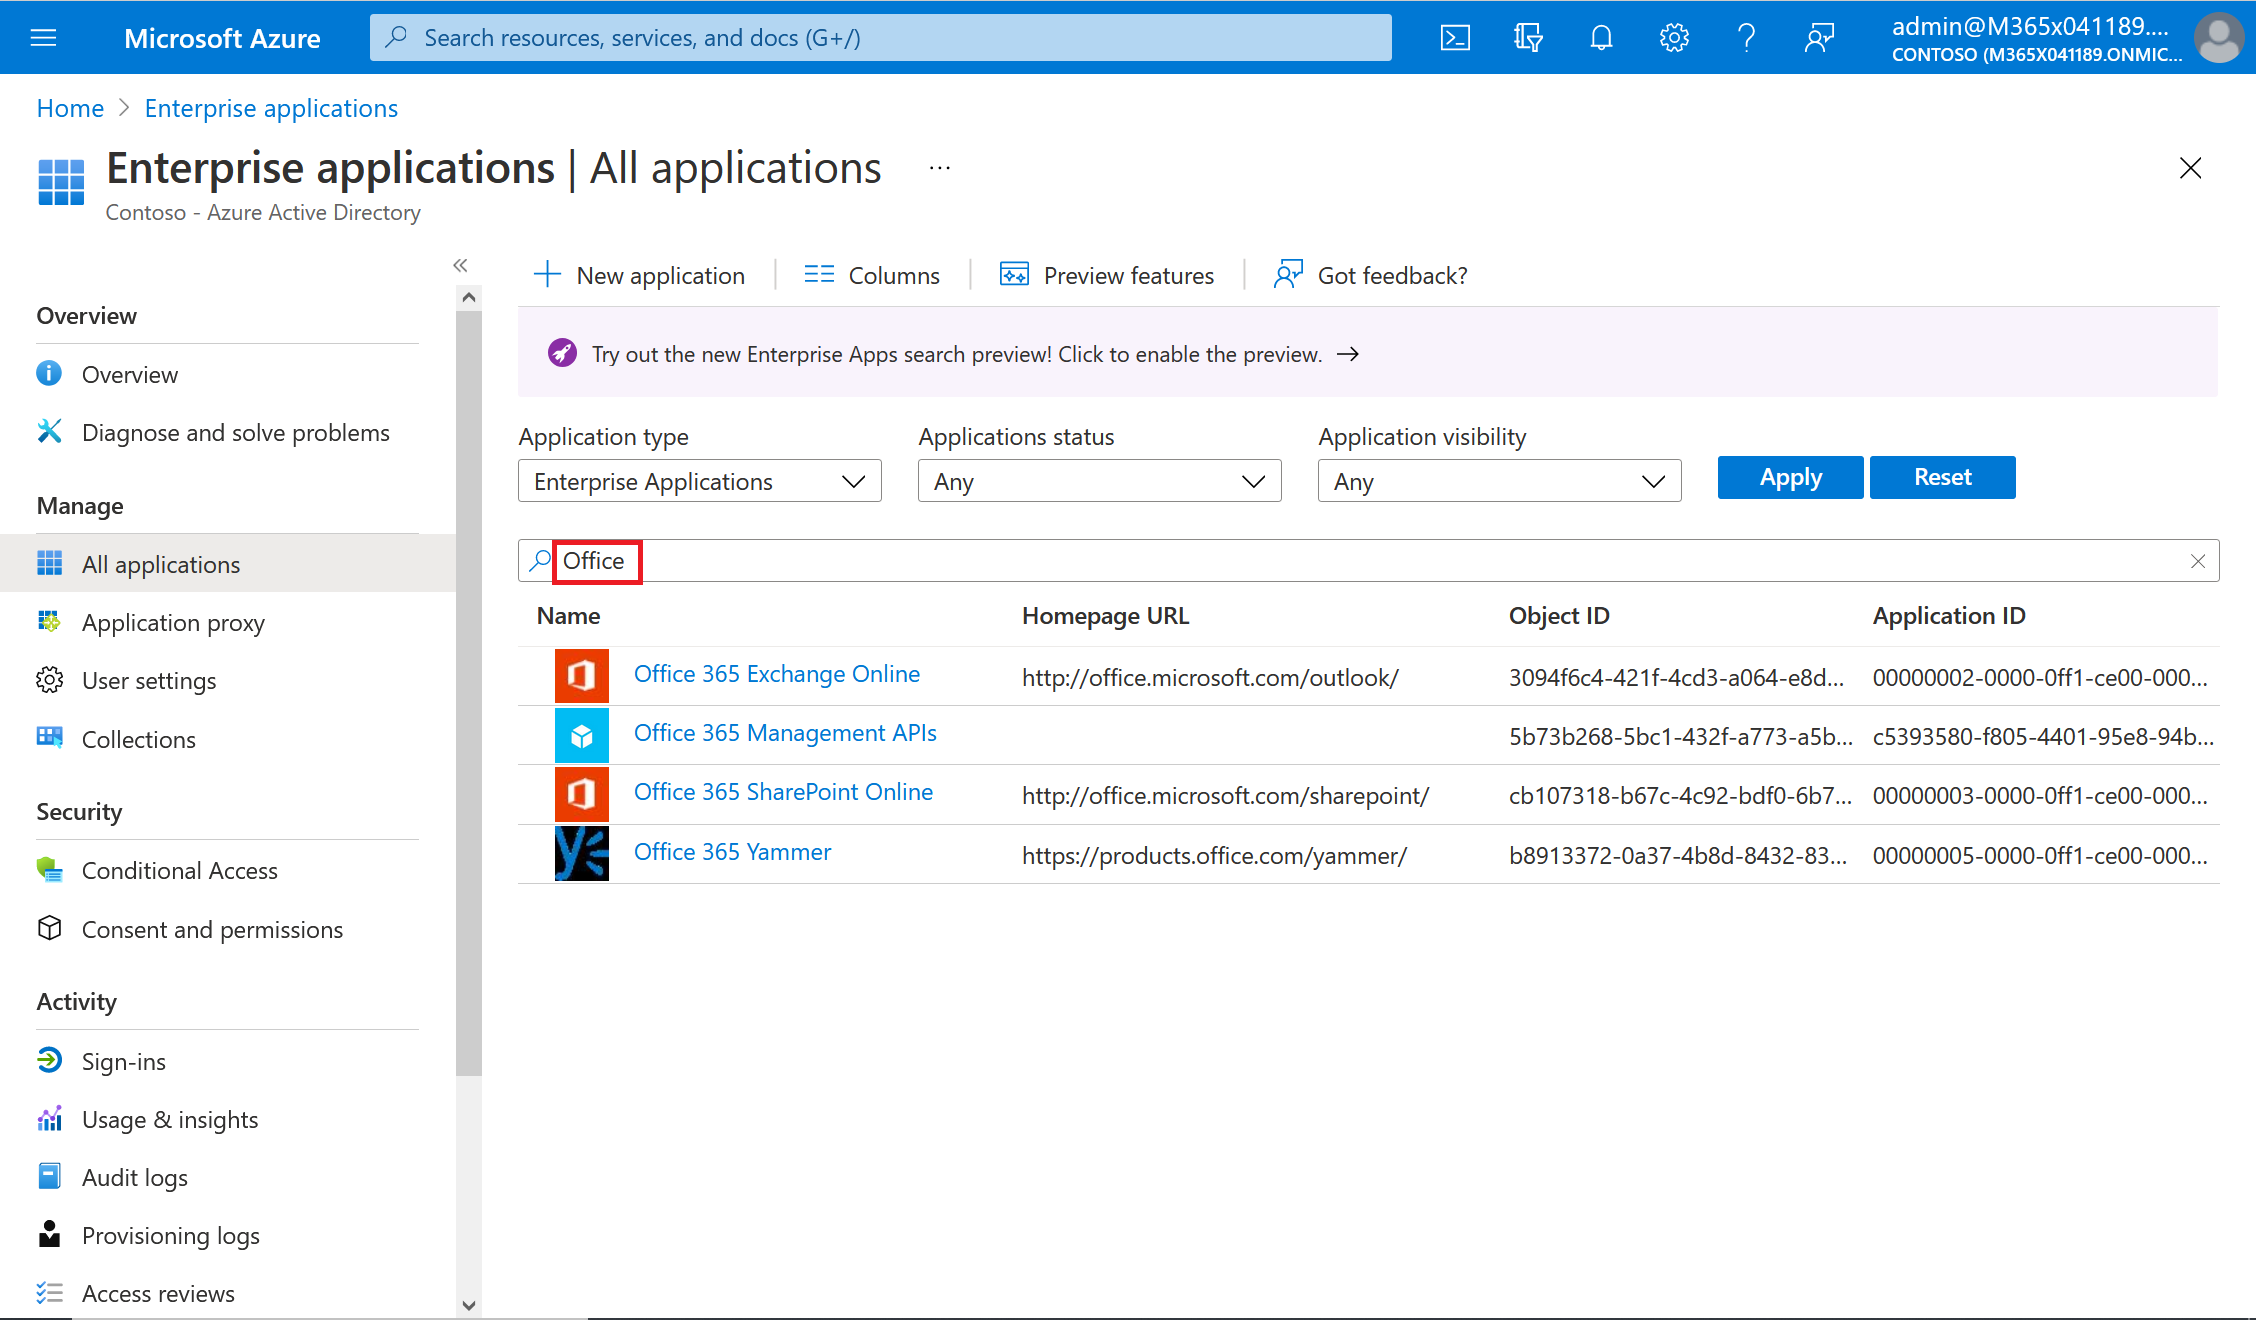 Microsoft Azure
Search resources, services, and docs (G+/)
admin@M365x041189....
CONTOSO (M365X041189.ONMIC...
Home > Enterprise applications
Enterprise applications | All applications ...
Contoso - Azure Active Directory
Overview
Overview
Diagnose and solve problems
Manage
All applications
Application proxy
User settings
Collections
Security
Conditional Access
Consent and permissions
Activity
Sign-ins
Usage & insights
Audit logs
Provisioning logs
Access reviews
New application
Columns
Preview features
Got feedback?
Try out the new Enterprise Apps search preview! Click to enable the preview. →
Application type
Applications status
Application visibility
Enterprise Applications
Any
Any
Apply
Reset
Office
Name Homepage URL Object ID Application ID
Office 365 Exchange Online http://office.microsoft.com/outlook/ 3094f6c4-421f-4cd3-a064-e8d... 00000002-0000-0ff1-ce00-000...
Office 365 Management APIs 5b73b268-5bc1-432f-a773-a5b... c5393580-f805-4401-95e8-94b...
Office 365 SharePoint Online http://office.microsoft.com/sharepoint/ cb107318-b67c-4c92-bdf0-6b7... 00000003-0000-0ff1-ce00-000...
Office 365 Yammer https://products.office.com/yammer/ b8913372-0a37-4b8d-8432-83... 00000005-0000-0ff1-ce00-000...